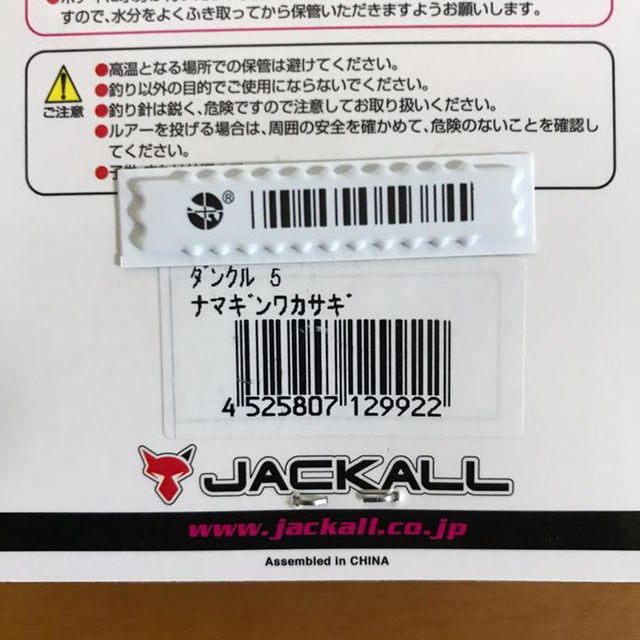 すので、水分をよくふき取ってから保管いただきますようお願いします。
ご注意
●高温となる場所での保管は避けてください。
●釣り以外の目的でご使用にならないでください。
●釣り針は鋭く、危険ですので注意してお取り扱いください。
●ルアーを投げる場合は、周囲の安全を確かめて、危険のないことを確認し
てください。
®
ダンクル 5
ナマギンワカサギ
4 525807 129922
JACKALL
www.jackall.co.jp
Assembled in CHINA